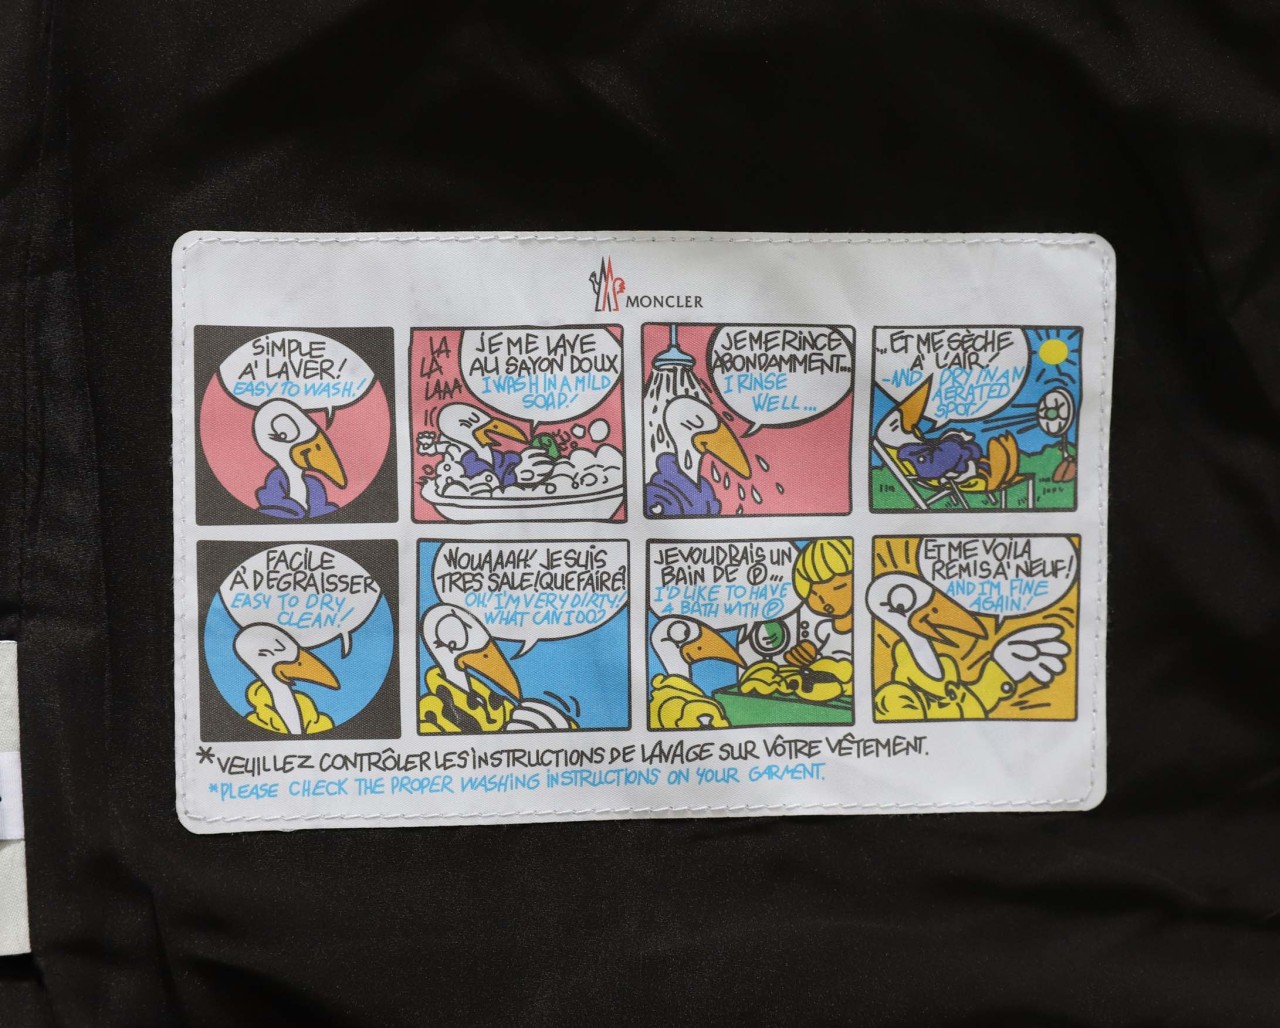 MONCLER
SIMPLE
A' LAVER!
EASY TO WASH!
LA
LA
LAAA
JE ME LAVE
AU SAVON DOUX
I WASH IN A MILD
SOAP!
JE ME RINCE
ABONDAMMENT...
I RINSE
WELL...
... ET ME SÈCHE
A' L'AIR!
-AND DRY IN AN
AERATED
SPOT!
FACILE
A' DEGRAISSER
EASY TO DRY
CLEAN!
WOUAAAH! JE SUIS
TRES SALE! QUE FAIRE?
OH! I'M VERY DIRTY!
WHAT CAN I DO?
JE VOUDRAIS UN
BAIN DE Ⓟ...
I'D LIKE TO HAVE
A BATH WITH Ⓟ
ET ME VOILA
REMIS A' NEUF!
AND I'M FINE
AGAIN!
*VEUILLEZ CONTRÔLER LES INSTRUCTIONS DE LAVAGE SUR VÔTRE VÊTEMENT.
*PLEASE CHECK THE PROPER WASHING INSTRUCTIONS ON YOUR GARMENT.